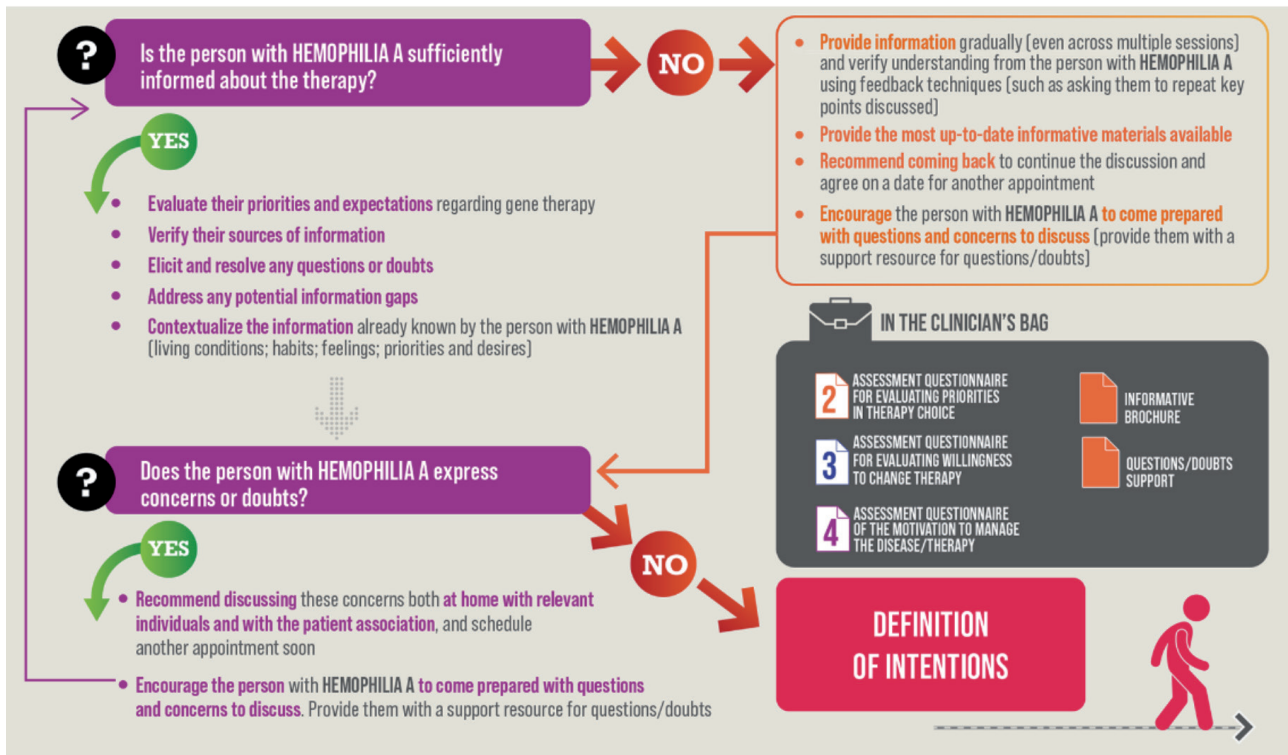 ?
Is the person with HEMOPHILIA A sufficiently
informed about the therapy?
NO
• Provide information gradually (even across multiple sessions)
and verify understanding from the person with HEMOPHILIA A
using feedback techniques (such as asking them to repeat key
points discussed)
• Provide the most up-to-date informative materials available
• Recommend coming back to continue the discussion and
agree on a date for another appointment
• Encourage the person with HEMOPHILIA A to come prepared
with questions and concerns to discuss (provide them with a
support resource for questions/doubts)
YES
• Evaluate their priorities and expectations regarding gene therapy
• Verify their sources of information
• Elicit and resolve any questions or doubts
• Address any potential information gaps
• Contextualize the information already known by the person with HEMOPHILIA A
(living conditions; habits; feelings; priorities and desires)
IN THE CLINICIAN'S BAG
2
ASSESSMENT QUESTIONNAIRE
FOR EVALUATING PRIORITIES
IN THERAPY CHOICE
3
ASSESSMENT QUESTIONNAIRE
FOR EVALUATING WILLINGNESS
TO CHANGE THERAPY
4
ASSESSMENT QUESTIONNAIRE
OF THE MOTIVATION TO MANAGE
THE DISEASE/THERAPY
INFORMATIVE
BROCHURE
QUESTIONS/DOUBTS
SUPPORT
?
Does the person with HEMOPHILIA A express
concerns or doubts?
NO
YES
• Recommend discussing these concerns both at home with relevant
individuals and with the patient association, and schedule
another appointment soon
• Encourage the person with HEMOPHILIA A to come prepared with questions
and concerns to discuss. Provide them with a support resource for questions/doubts
DEFINITION
OF INTENTIONS